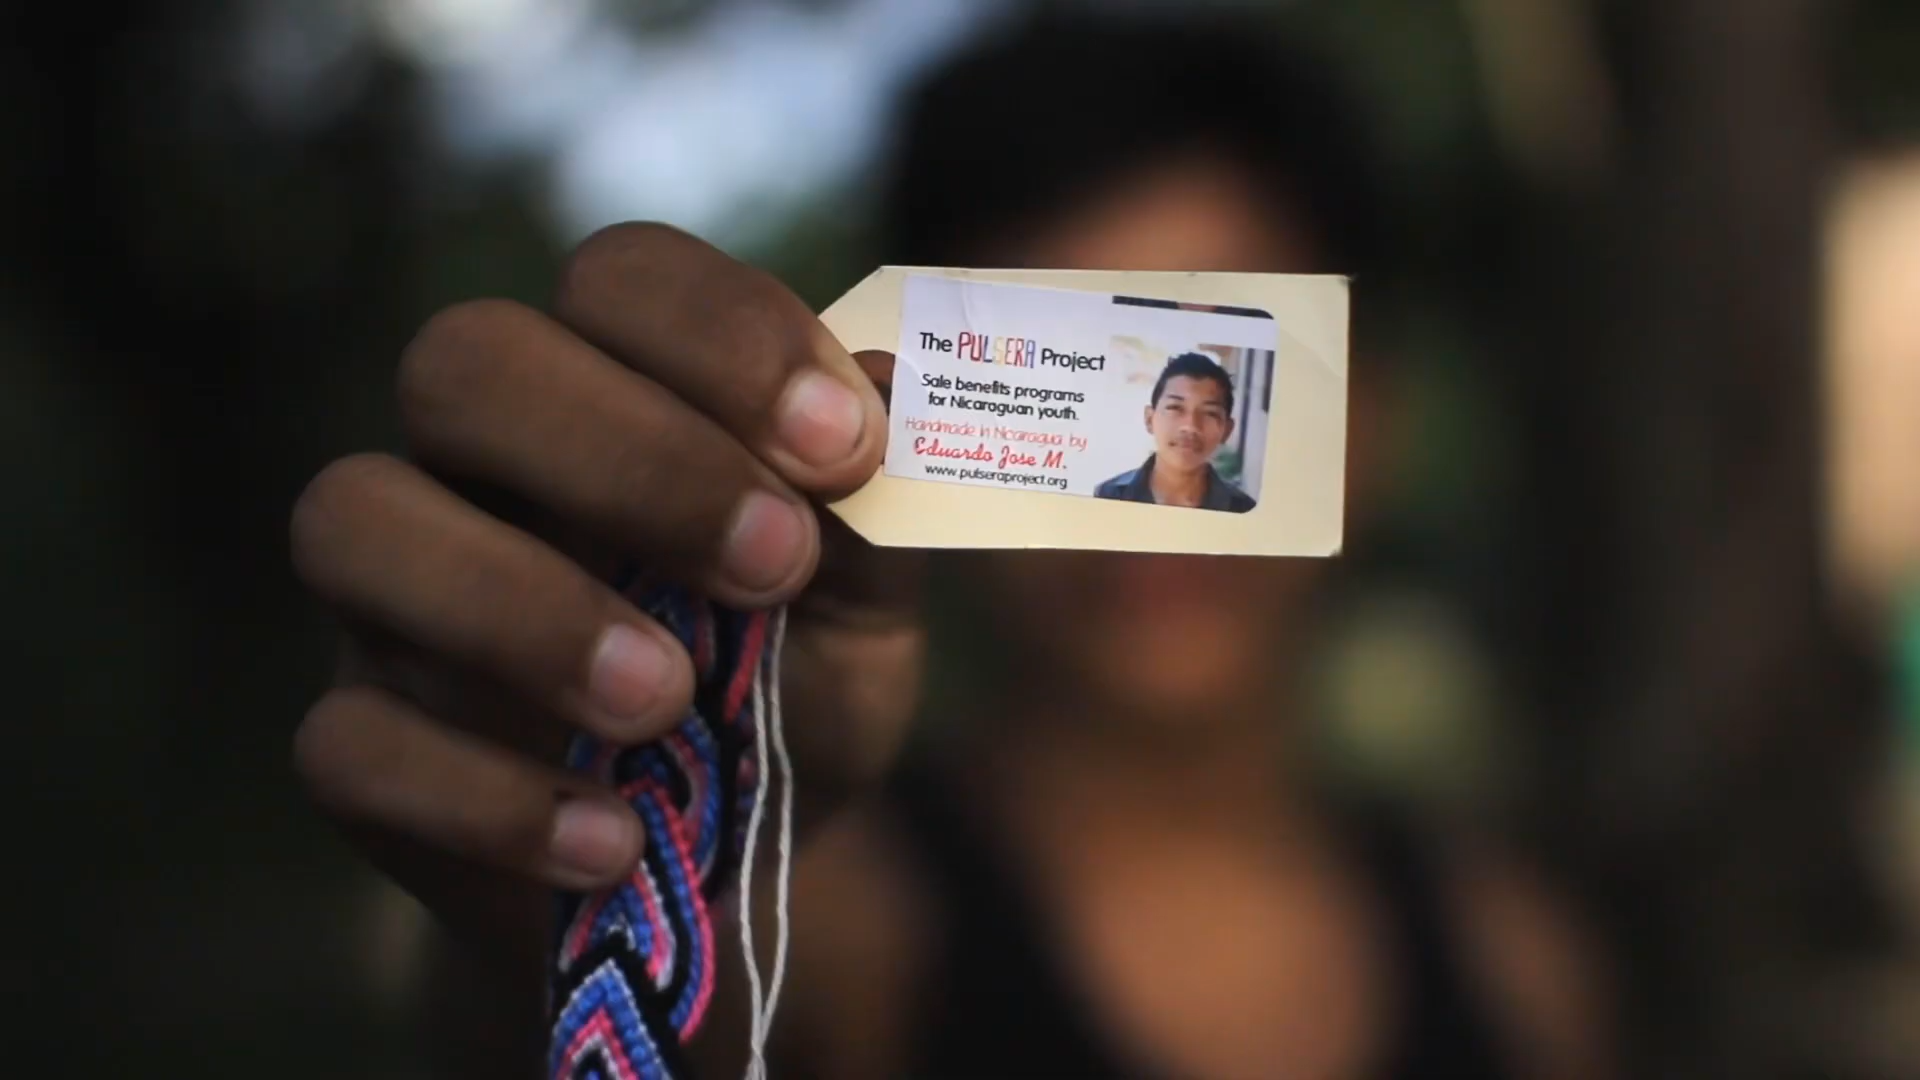 The PULSERA Project
Sale benefits programs
for Nicaraguan youth.
Handmade in Nicaragua by
Eduardo Jose M.
www.pulseraproject.org